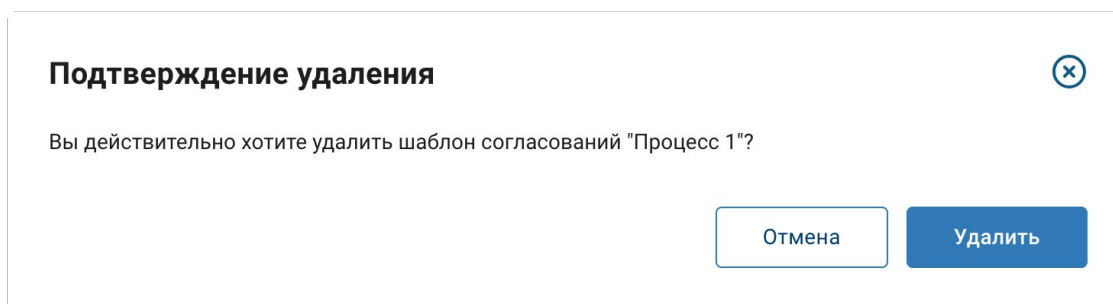 Подтверждение удаления
Вы действительно хотите удалить шаблон согласований "Процесс 1"?
Отмена
Удалить